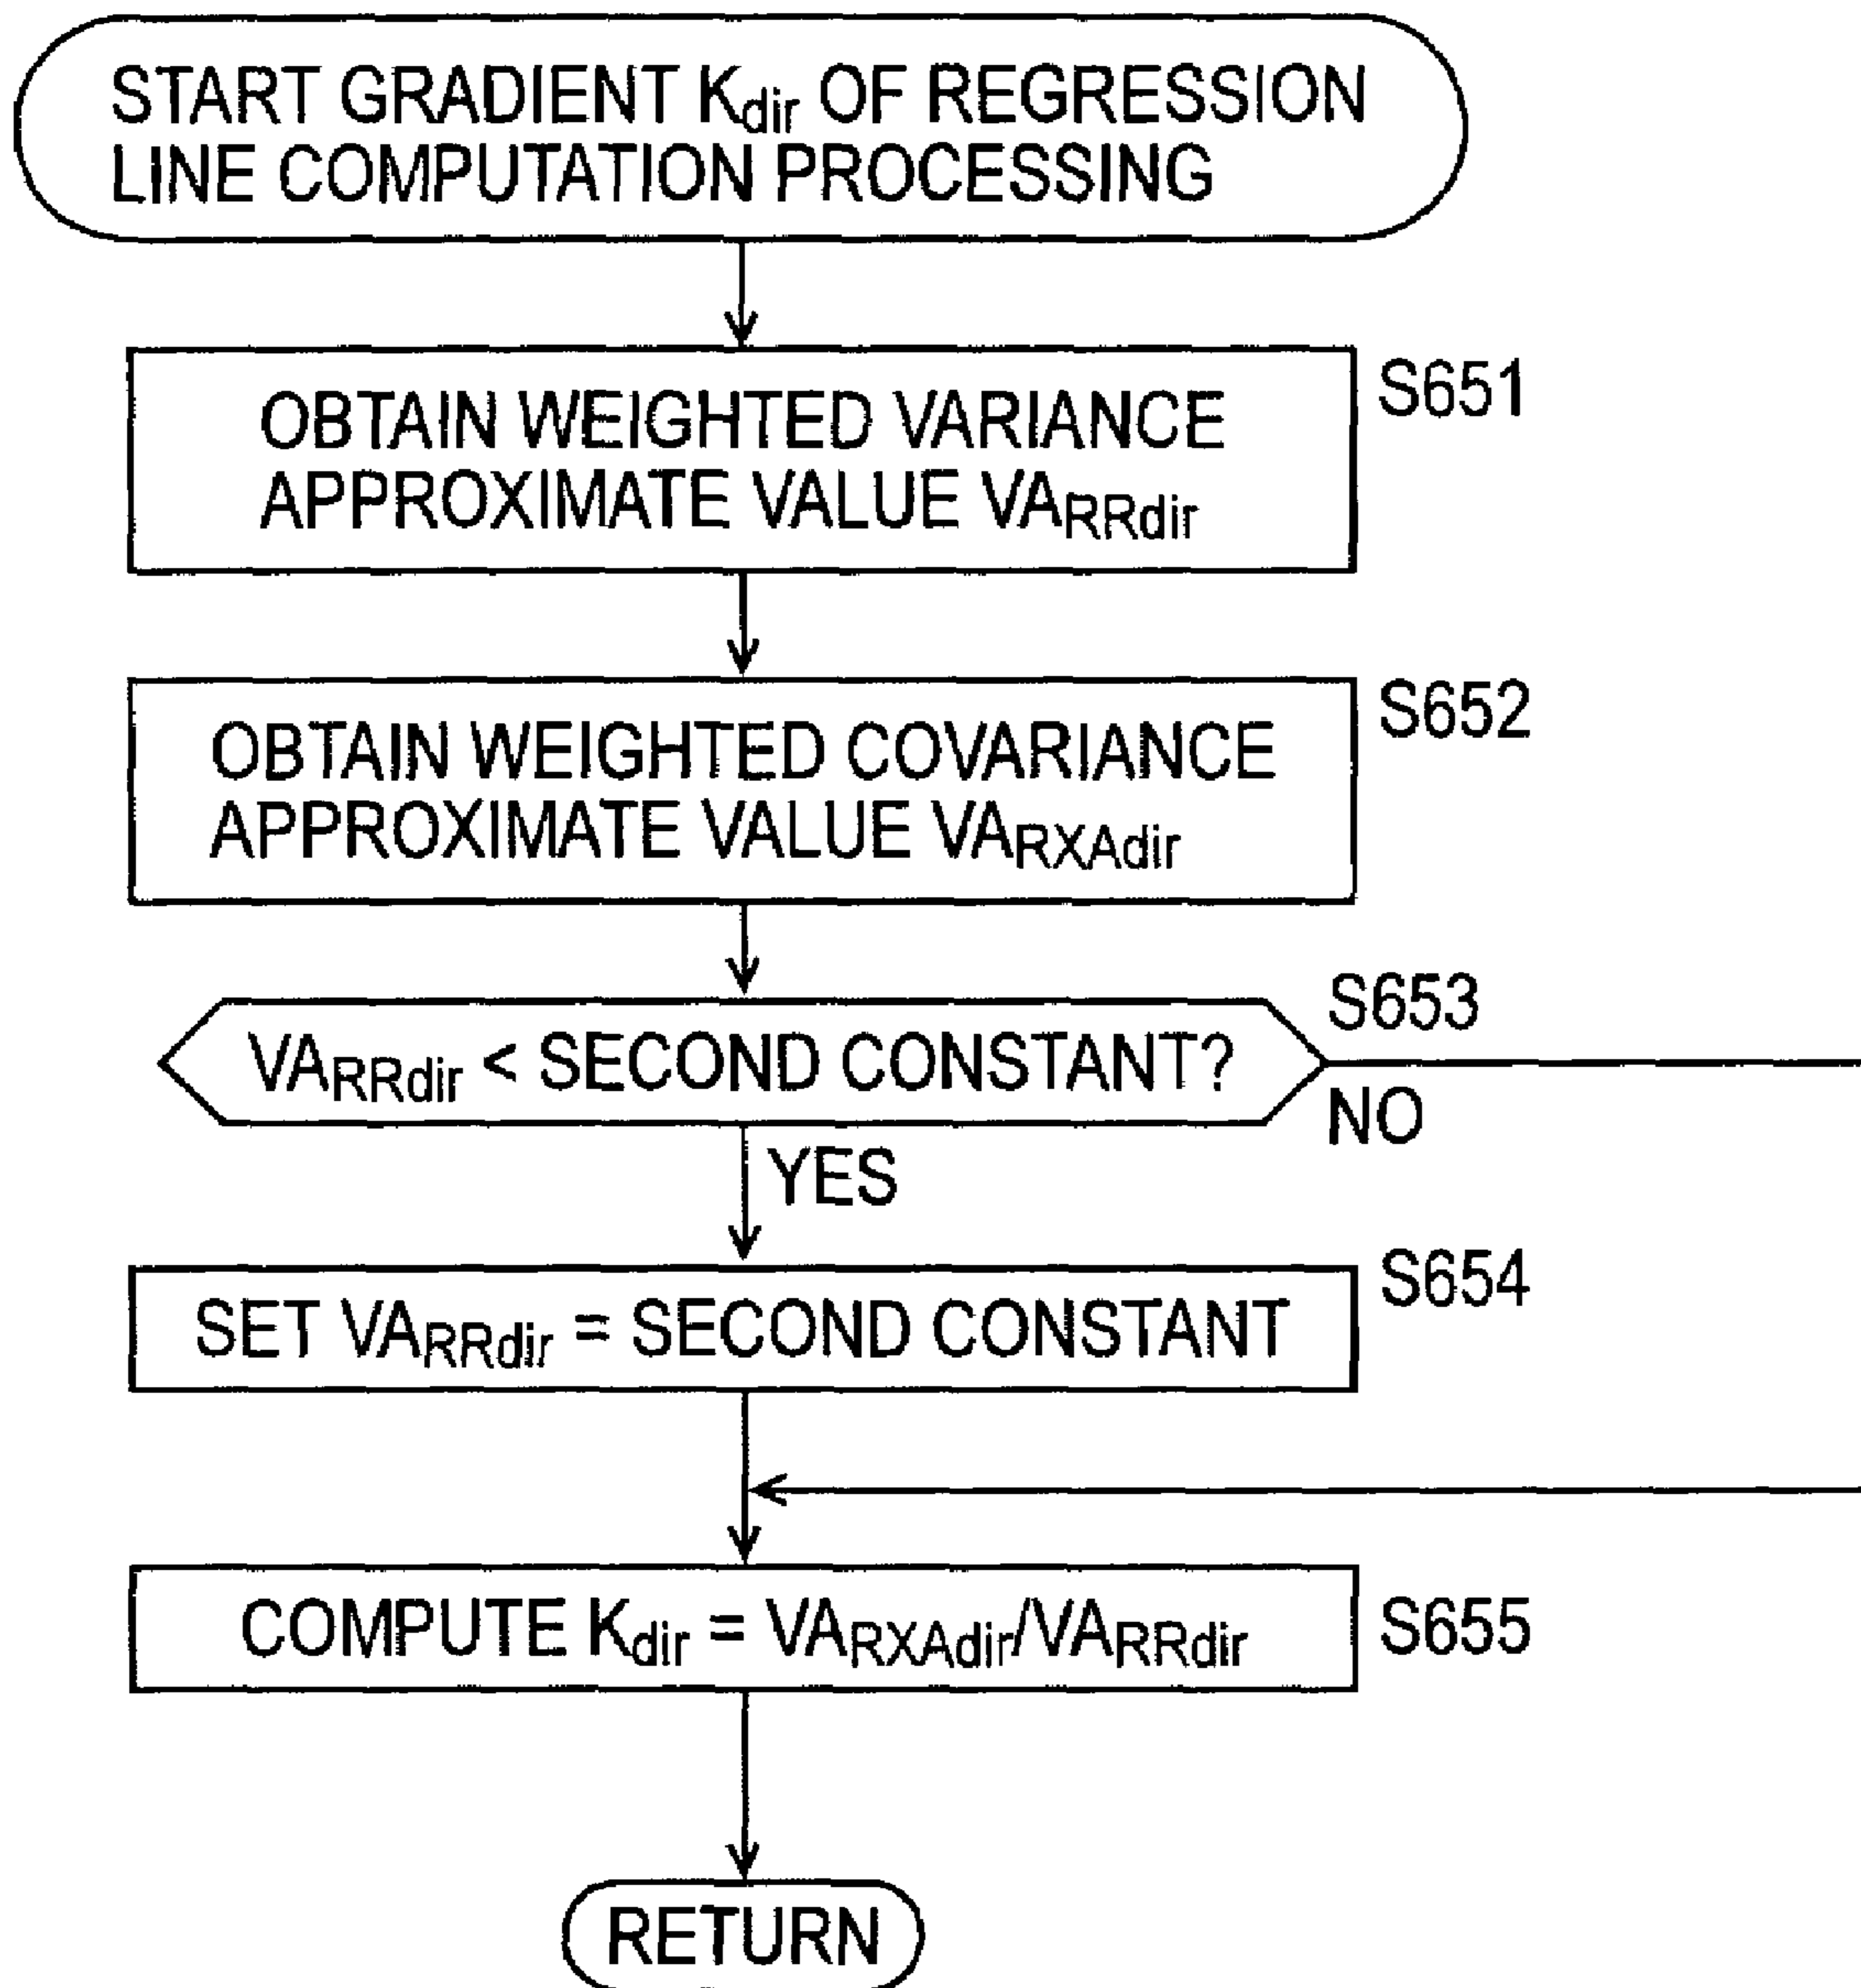 START GRADIENT Kdir OF REGRESSION
LINE COMPUTATION PROCESSING
OBTAIN WEIGHTED VARIANCE
APPROXIMATE VALUE VARRdir
S651
OBTAIN WEIGHTED COVARIANCE
APPROXIMATE VALUE VARXAdir
S652
VARRdir < SECOND CONSTANT?
S653
NO
YES
SET VARRdir = SECOND CONSTANT
S654
COMPUTE Kdir = VARXAdir/VARRdir
S655
RETURN